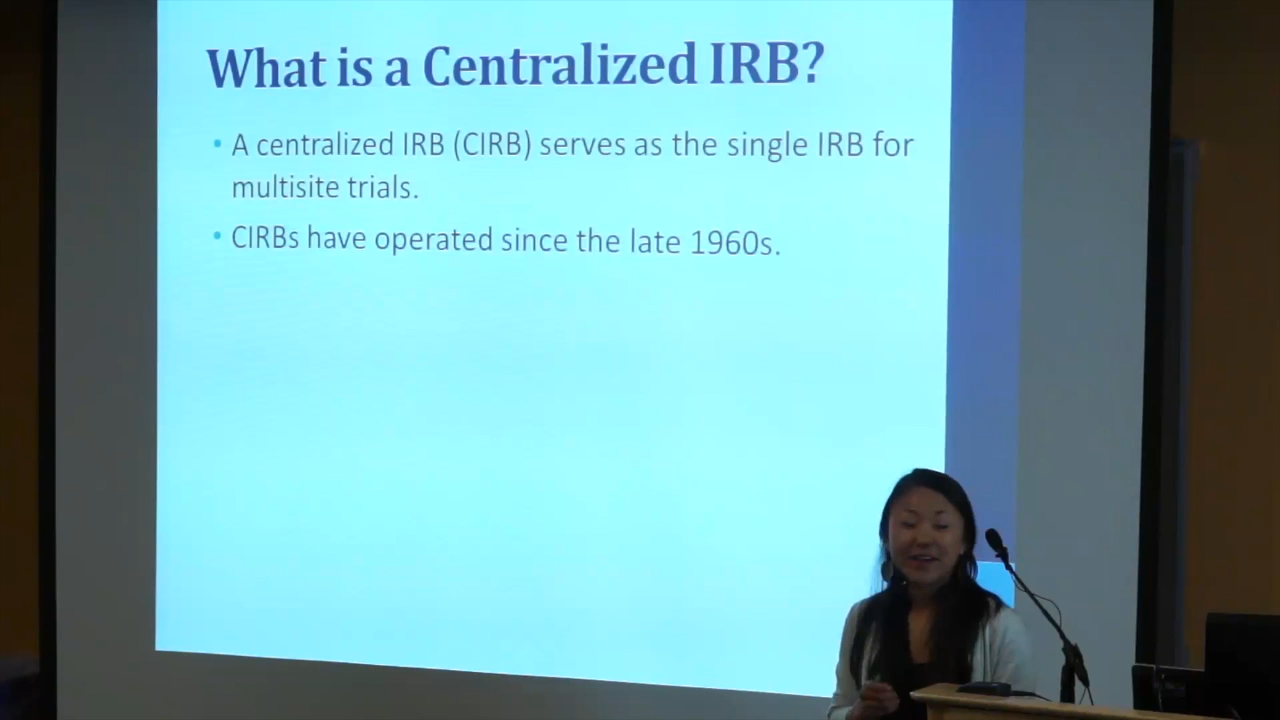 What is a Centralized IRB?
• A centralized IRB (CIRB) serves as the single IRB for
multisite trials.
• CIRBs have operated since the late 1960s.